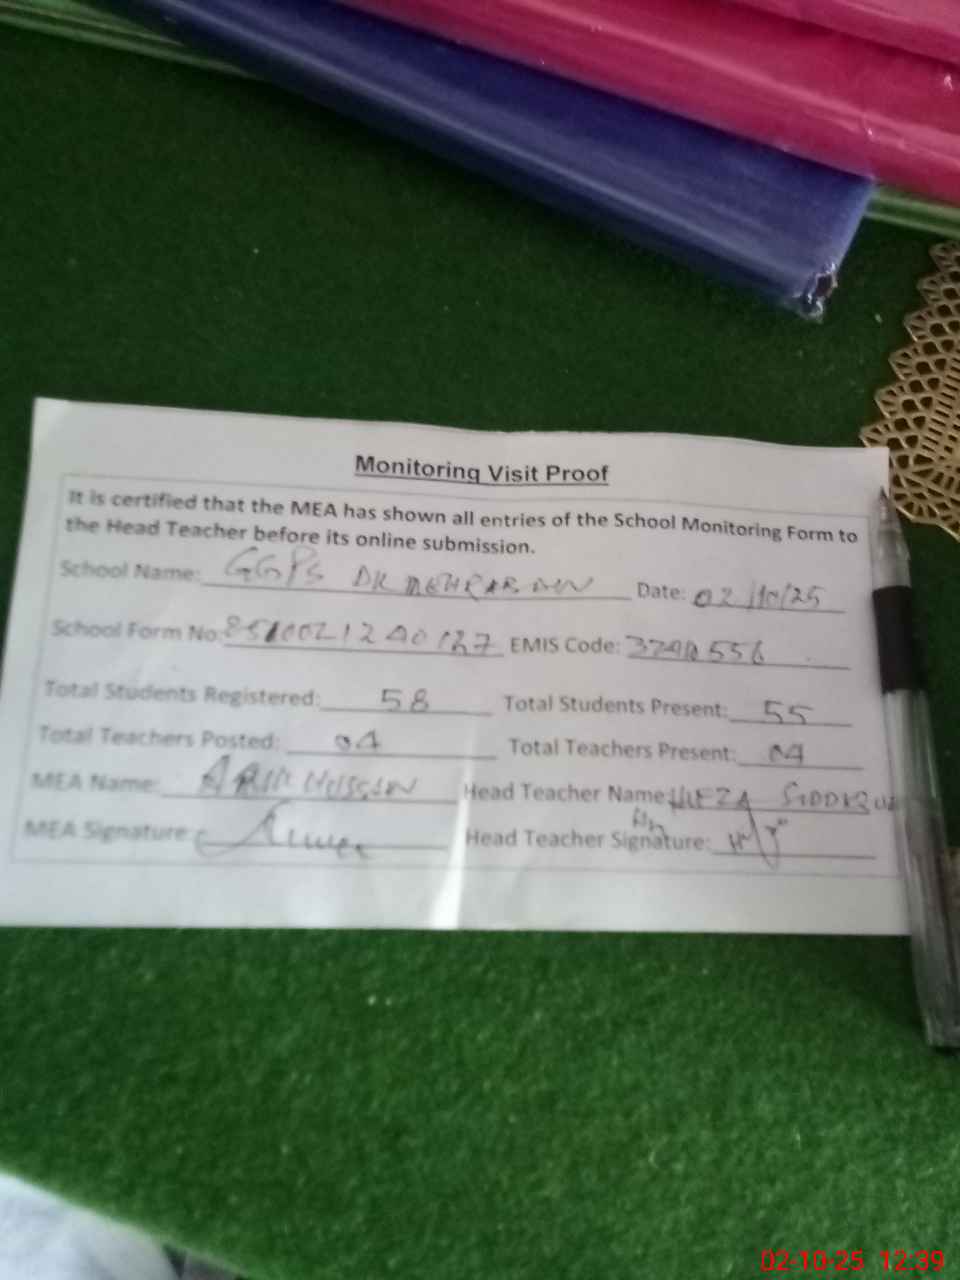 Monitoring Visit Proof
It is certified that the MEA has shown all entries of the School Monitoring Form to
the Head Teacher before its online submission.
School Name: GGPS DK Date: 02/10/25
School Form No: EMIS Code:
Total Students Registered: 58 Total Students Present: 55
Total Teachers Posted: 04 Total Teachers Present: 04
MEA Name: Head Teacher Name:
MEA Signature: Head Teacher Signature:
02-10-25 12:39